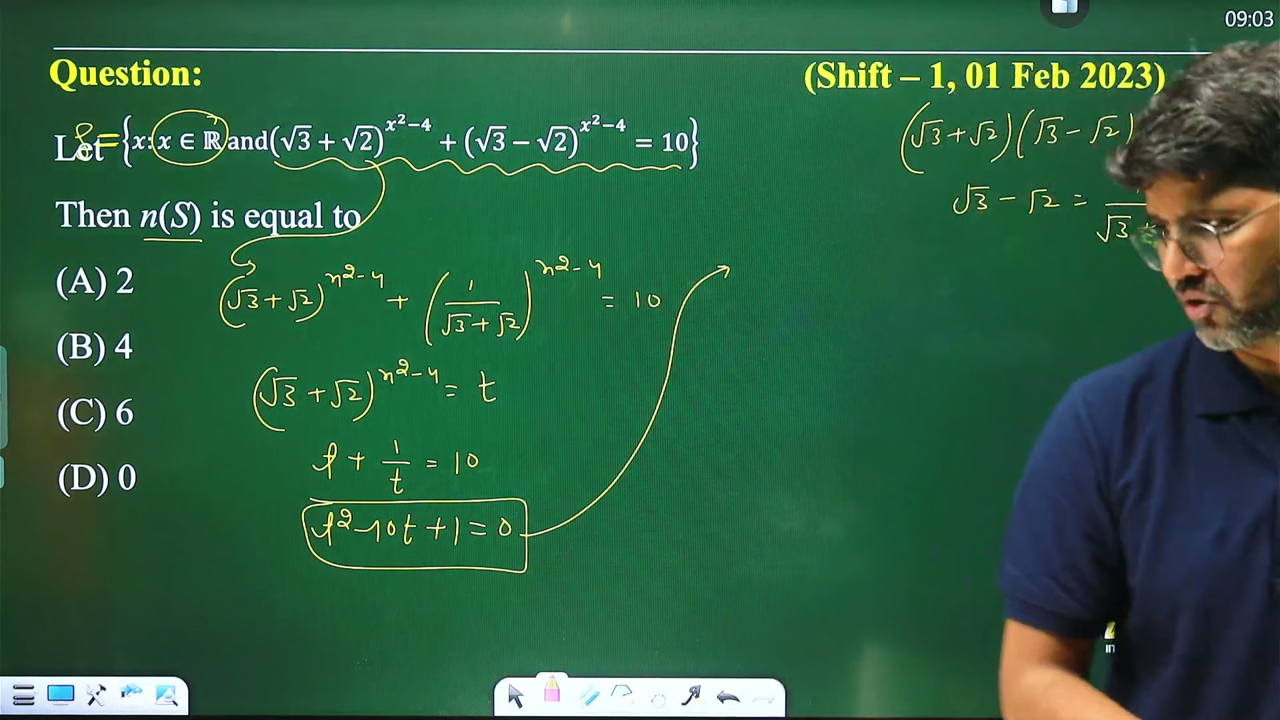 09:03
Question:
(Shift – 1, 01 Feb 2023)
Let S = {x: x ∈ ℝ and (√3 + √2)^{x²−4} + (√3 − √2)^{x²−4} = 10}
Then n(S) is equal to
(A) 2
(B) 4
(C) 6
(D) 0
(√3 + √2)(√3 − √2)
√3 − √2 = 1/(√3 +
(√3 + √2)^{x²−4} + (1/(√3 + √2))^{x²−4} = 10
(√3 + √2)^{x²−4} = t
t + 1/t = 10
t² − 10t + 1 = 0